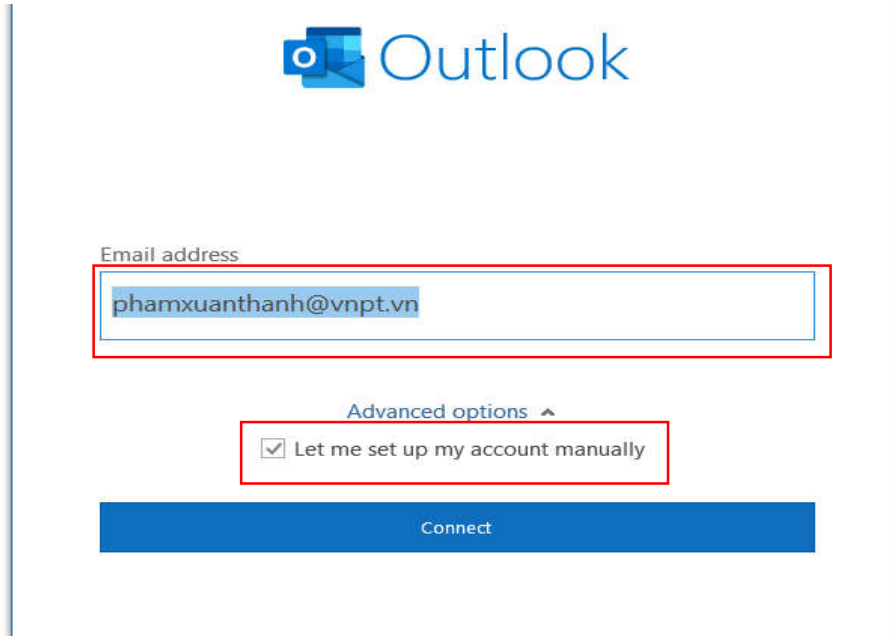 Outlook
Email address
phamxuanthanh@vnpt.vn
Advanced options
Let me set up my account manually
Connect